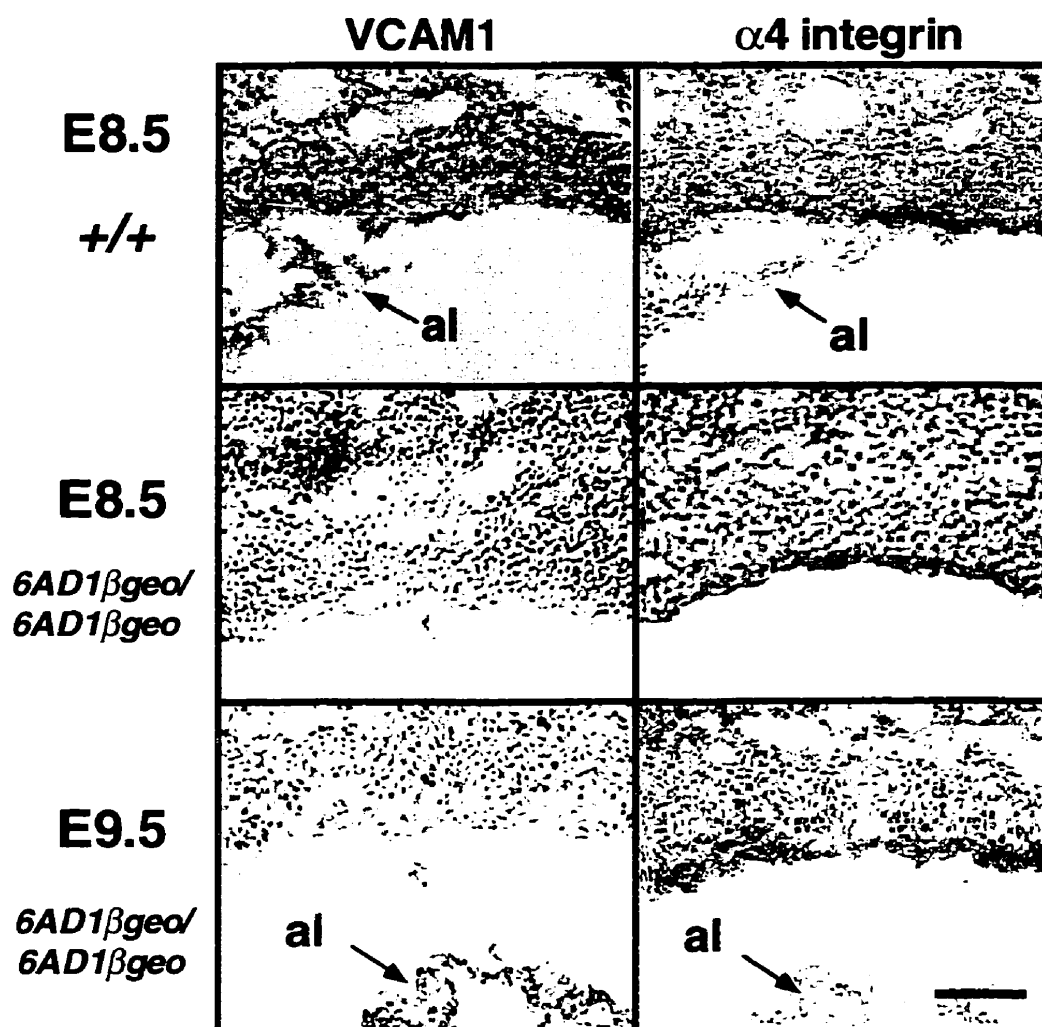 VCAM1
α4 integrin
E8.5
+/+
al
al
E8.5
6AD1βgeo/
6AD1βgeo
E9.5
6AD1βgeo/
6AD1βgeo
al
al